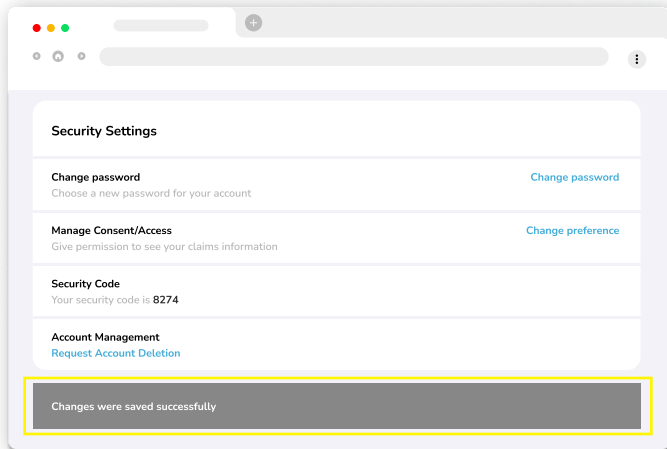 Security Settings
Change password
Change password
Choose a new password for your account
Manage Consent/Access
Change preference
Give permission to see your claims information
Security Code
Your security code is 8274
Account Management
Request Account Deletion
Changes were saved successfully